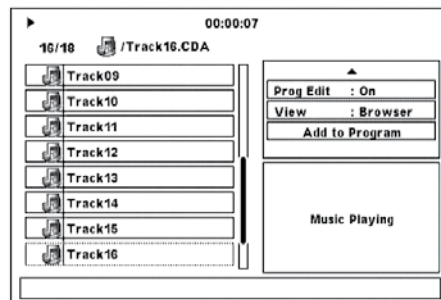 00:00:07
16/18 /Track16.CDA
Track09
Track10
Track11
Track12
Track13
Track14
Track15
Track16
Prog Edit : On
View : Browser
Add to Program
Music Playing